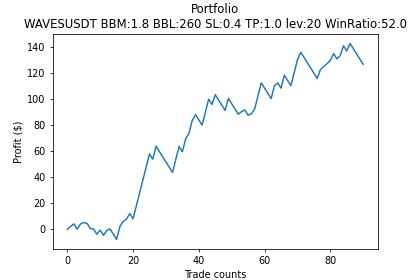 Portfolio
WAVESUSDT BBM:1.8 BBL:260 SL:0.4 TP:1.0 lev:20 WinRatio:52.0
140
120
100
80
60
40
20
0
Profit ($)
0 20 40 60 80
Trade counts